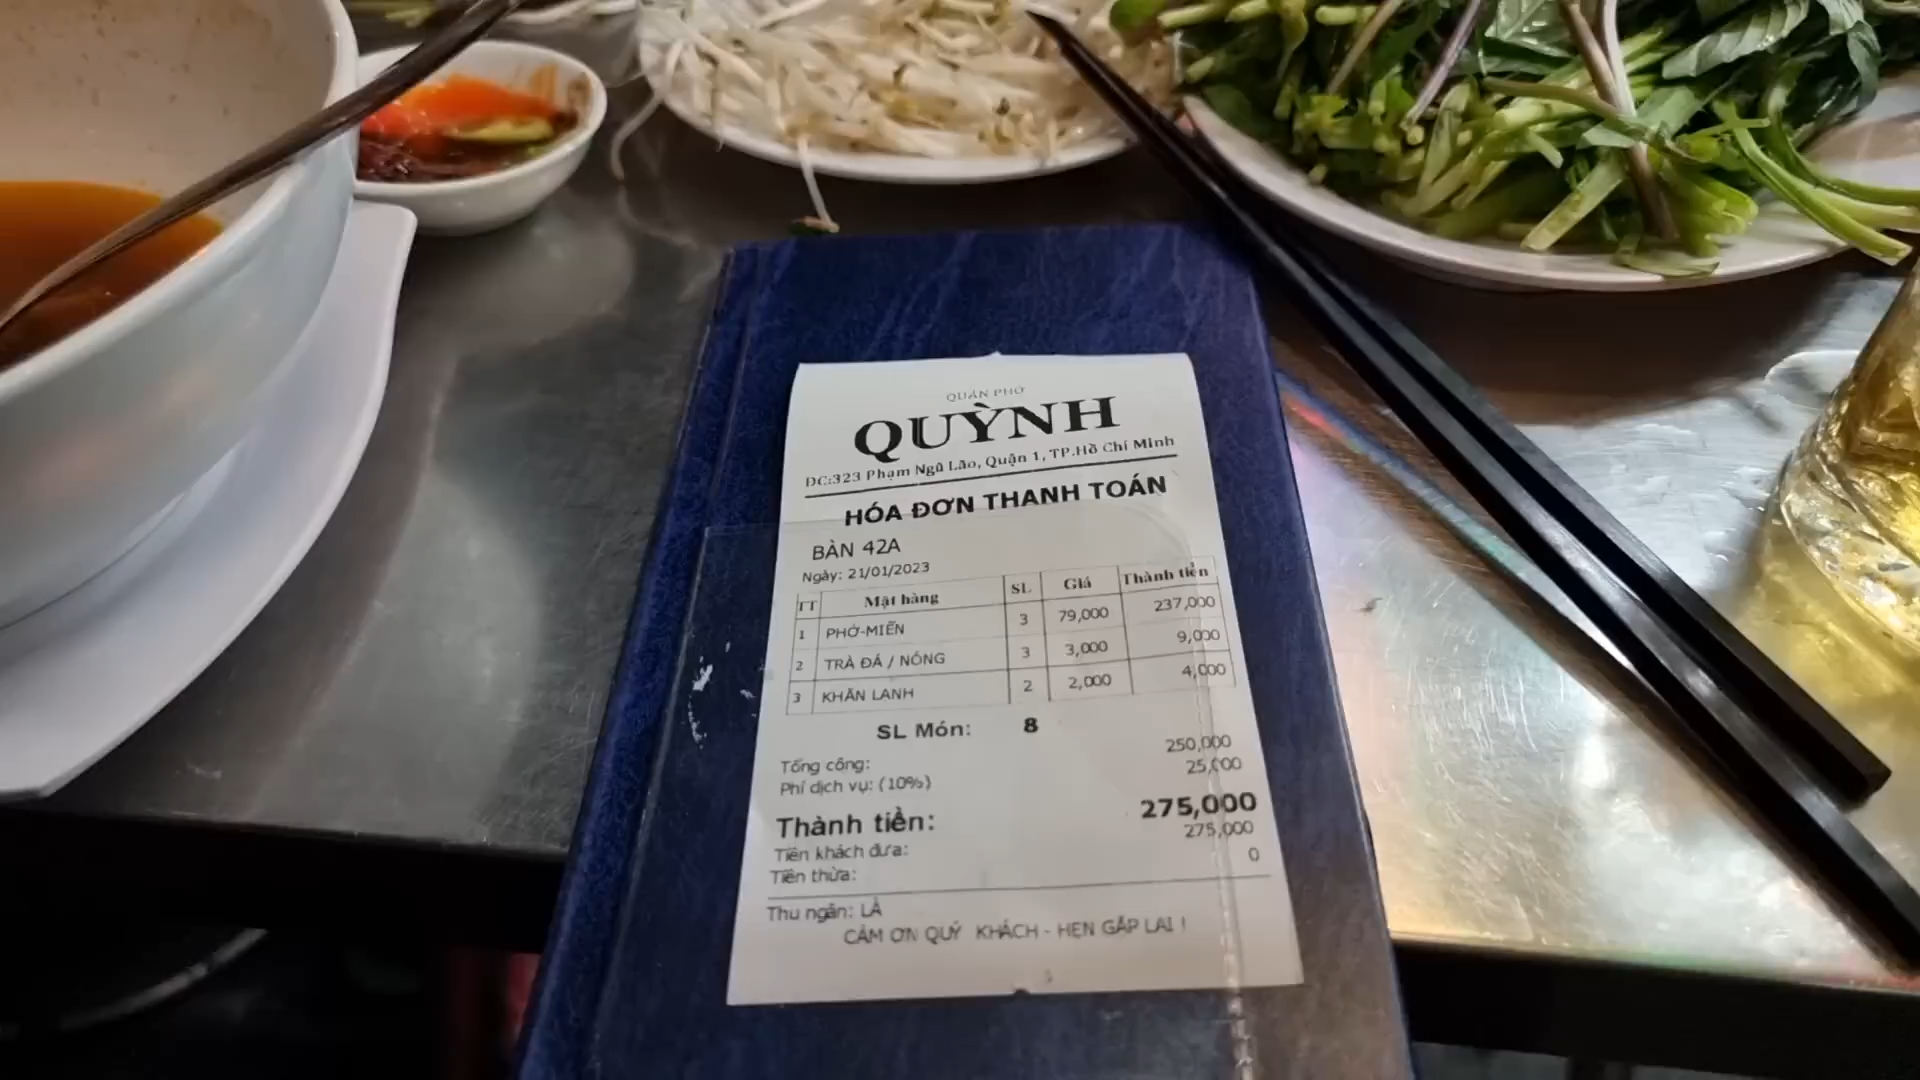 QUÁN PHỞ
QUỲNH
ĐC:323 Phạm Ngũ Lão, Quận 1, TP.Hồ Chí Minh
HÓA ĐƠN THANH TOÁN
BÀN 42A
Ngày: 21/01/2023
TT Mặt hàng SL Giá Thành tiền
1 PHỞ-MIẾN 3 79,000 237,000
2 TRÀ ĐÁ / NÓNG 3 3,000 9,000
3 KHĂN LẠNH 2 2,000 4,000
SL Món: 8
Tổng cộng: 250,000
Phí dịch vụ: (10%) 25,000
Thành tiền: 275,000
Tiền khách đưa: 275,000
Tiền thừa: 0
Thu ngân: LÀ
CẢM ƠN QUÝ KHÁCH - HẸN GẶP LẠI !